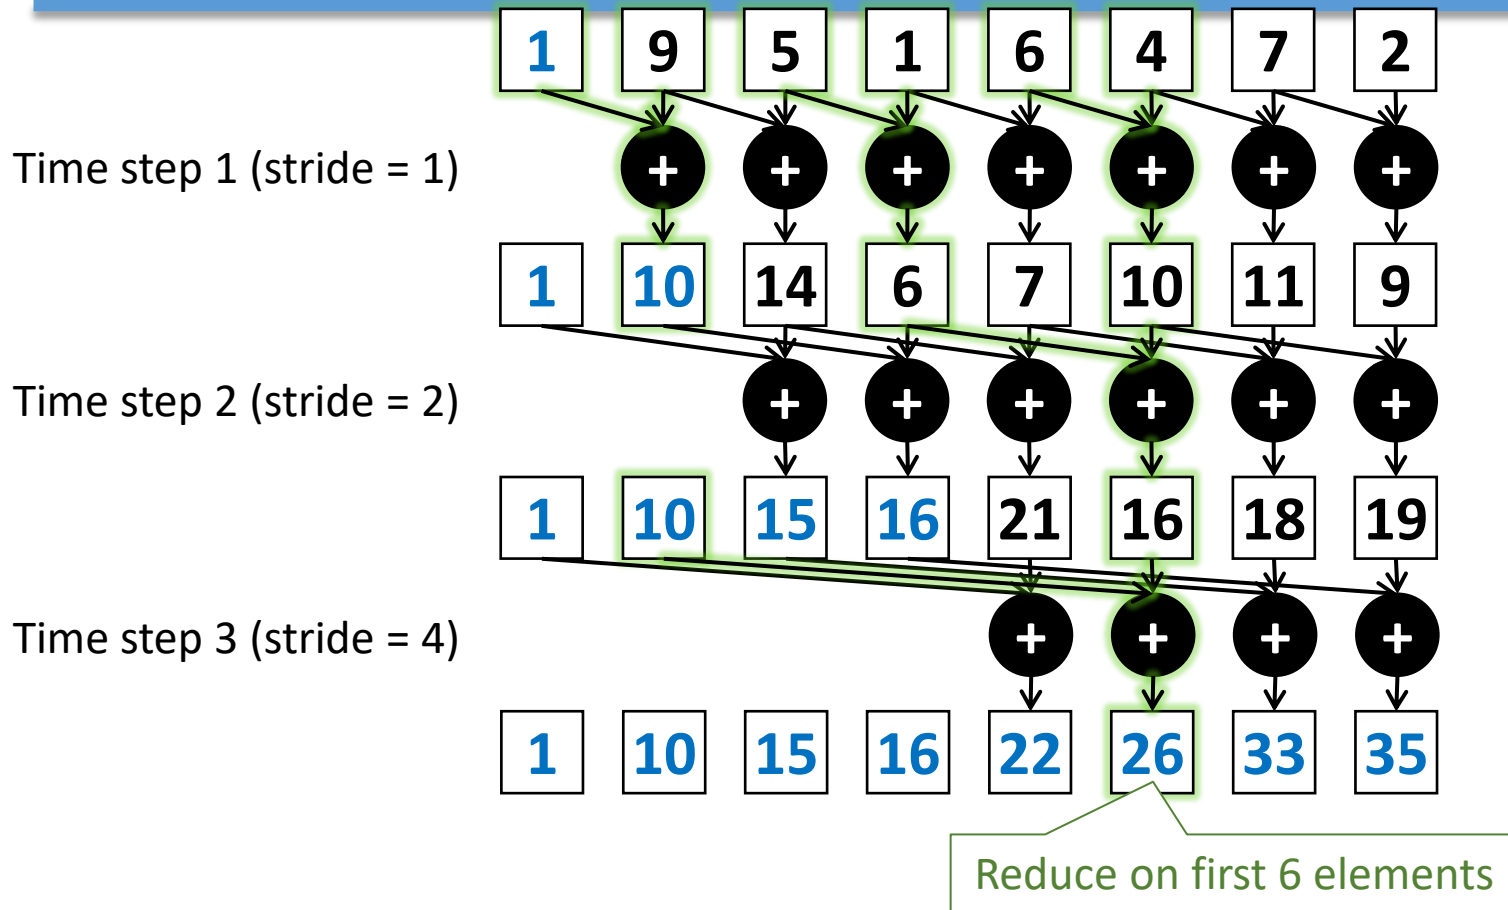 1 9 5 1 6 4 7 2
Time step 1 (stride = 1) + + + + + + +
1 10 14 6 7 10 11 9
Time step 2 (stride = 2) + + + + + +
1 10 15 16 21 16 18 19
Time step 3 (stride = 4) + + + +
1 10 15 16 22 26 33 35
Reduce on first 6 elements